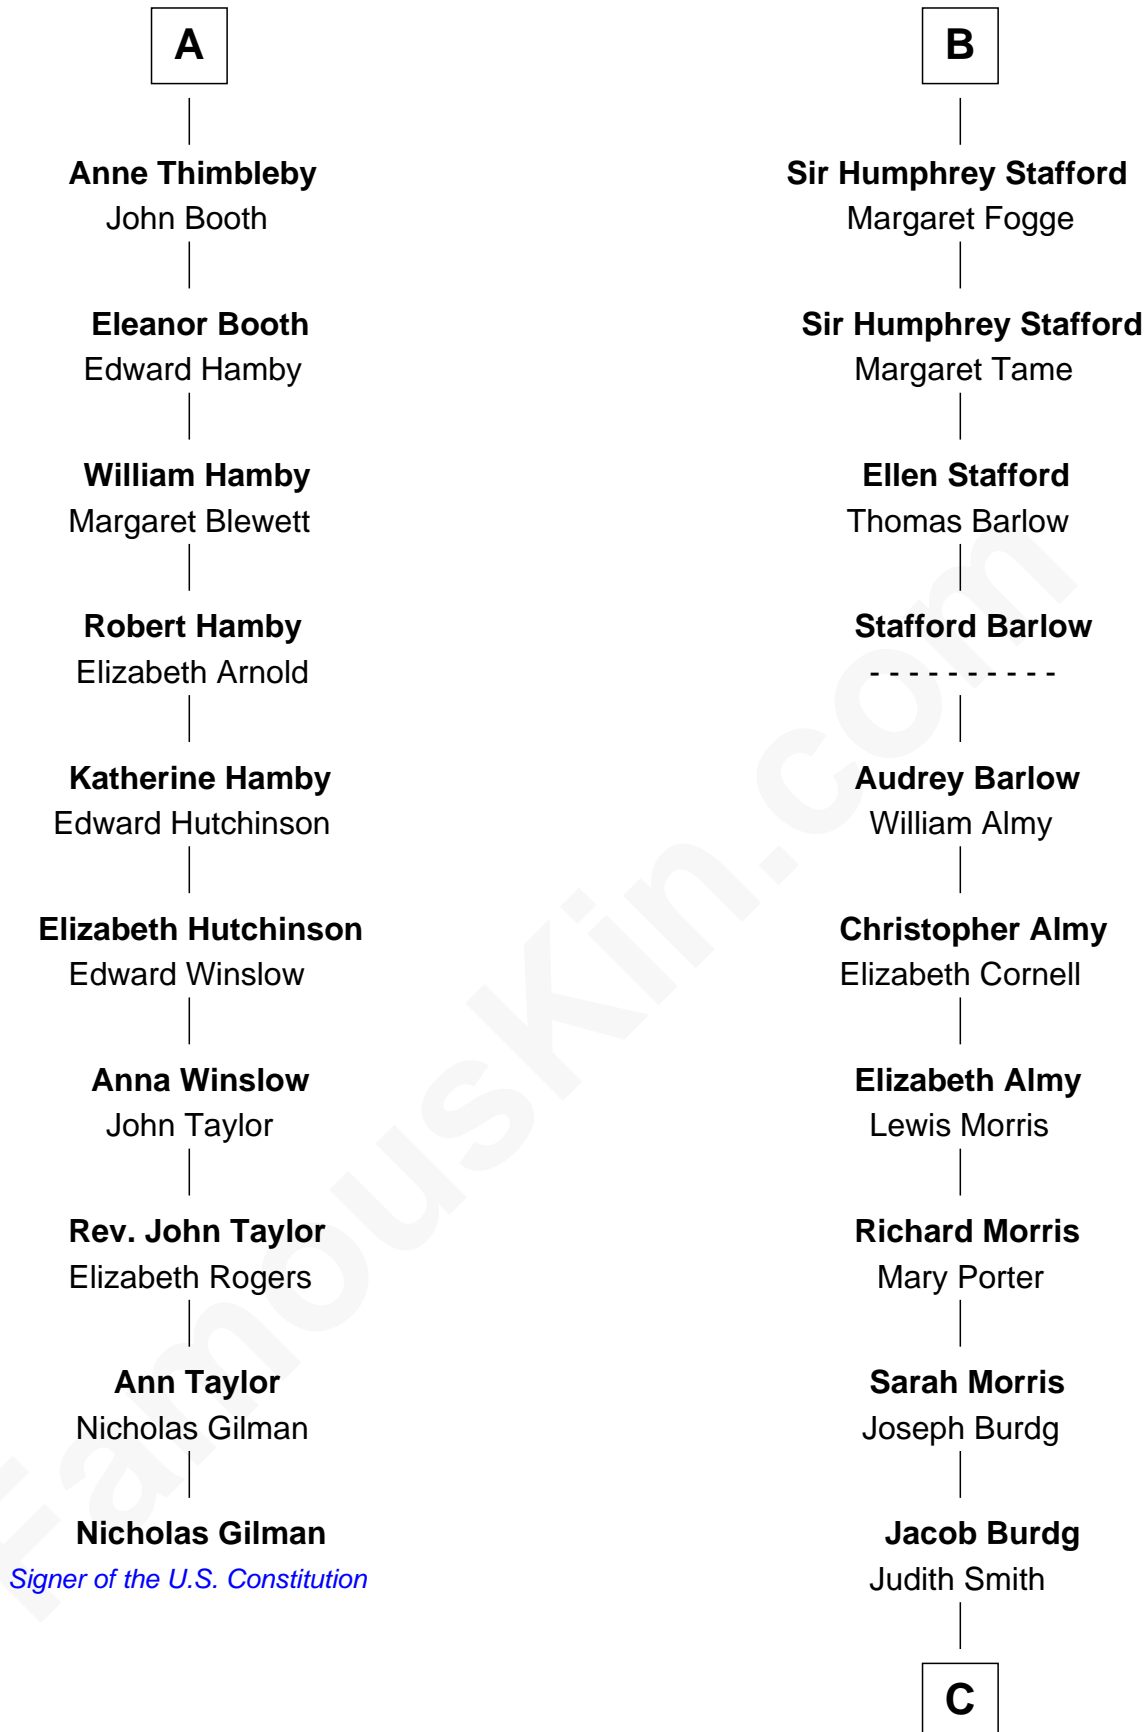 A
Anne Thimbleby
John Booth
Eleanor Booth
Edward Hamby
William Hamby
Margaret Blewett
Robert Hamby
Elizabeth Arnold
Katherine Hamby
Edward Hutchinson
Elizabeth Hutchinson
Edward Winslow
Anna Winslow
John Taylor
Rev. John Taylor
Elizabeth Rogers
Ann Taylor
Nicholas Gilman
Nicholas Gilman
Signer of the U.S. Constitution
B
Sir Humphrey Stafford
Margaret Fogge
Sir Humphrey Stafford
Margaret Tame
Ellen Stafford
Thomas Barlow
Stafford Barlow
- - - - - - - - - -
Audrey Barlow
William Almy
Christopher Almy
Elizabeth Cornell
Elizabeth Almy
Lewis Morris
Richard Morris
Mary Porter
Sarah Morris
Joseph Burdg
Jacob Burdg
Judith Smith
C
FamousKin.com